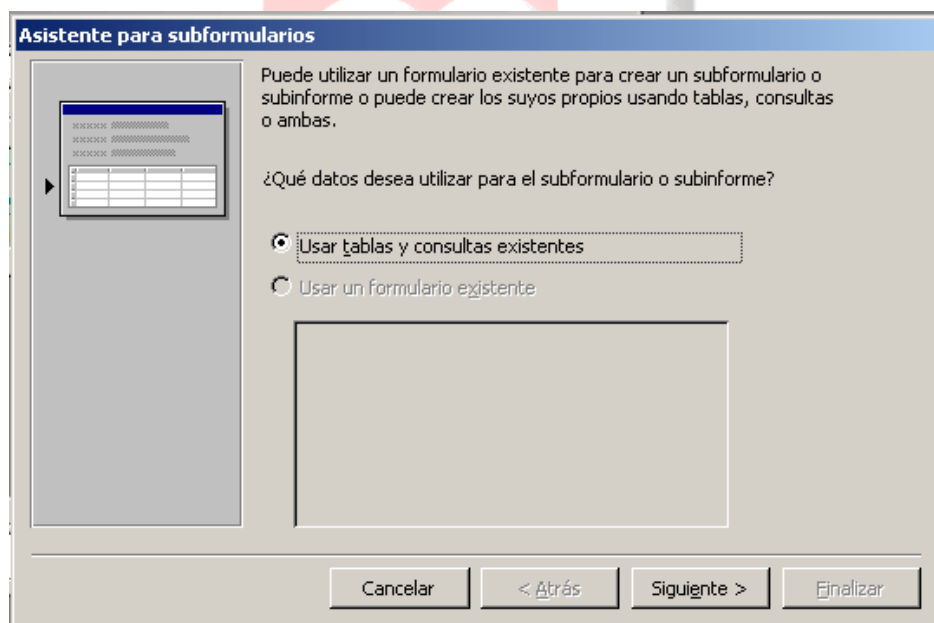 Asistente para subformularios
Puede utilizar un formulario existente para crear un subformulario o
subinforme o puede crear los suyos propios usando tablas, consultas
o ambas.
¿Qué datos desea utilizar para el subformulario o subinforme?
Usar tablas y consultas existentes
Usar un formulario existente
Cancelar
< Atrás
Siguiente >
Finalizar